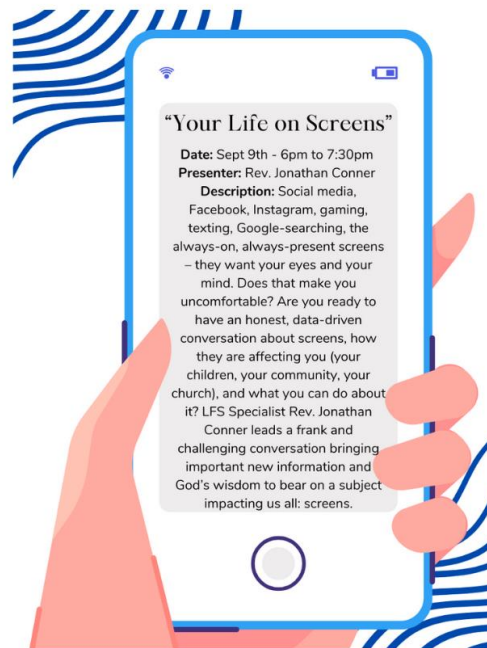 “Your Life on Screens”
Date: Sept 9th - 6pm to 7:30pm
Presenter: Rev. Jonathan Conner
Description: Social media,
Facebook, Instagram, gaming,
texting, Google-searching, the
always-on, always-present screens
– they want your eyes and your
mind. Does that make you
uncomfortable? Are you ready to
have an honest, data-driven
conversation about screens, how
they are affecting you (your
children, your community, your
church), and what you can do about
it? LFS Specialist Rev. Jonathan
Conner leads a frank and
challenging conversation bringing
important new information and
God’s wisdom to bear on a subject
impacting us all: screens.